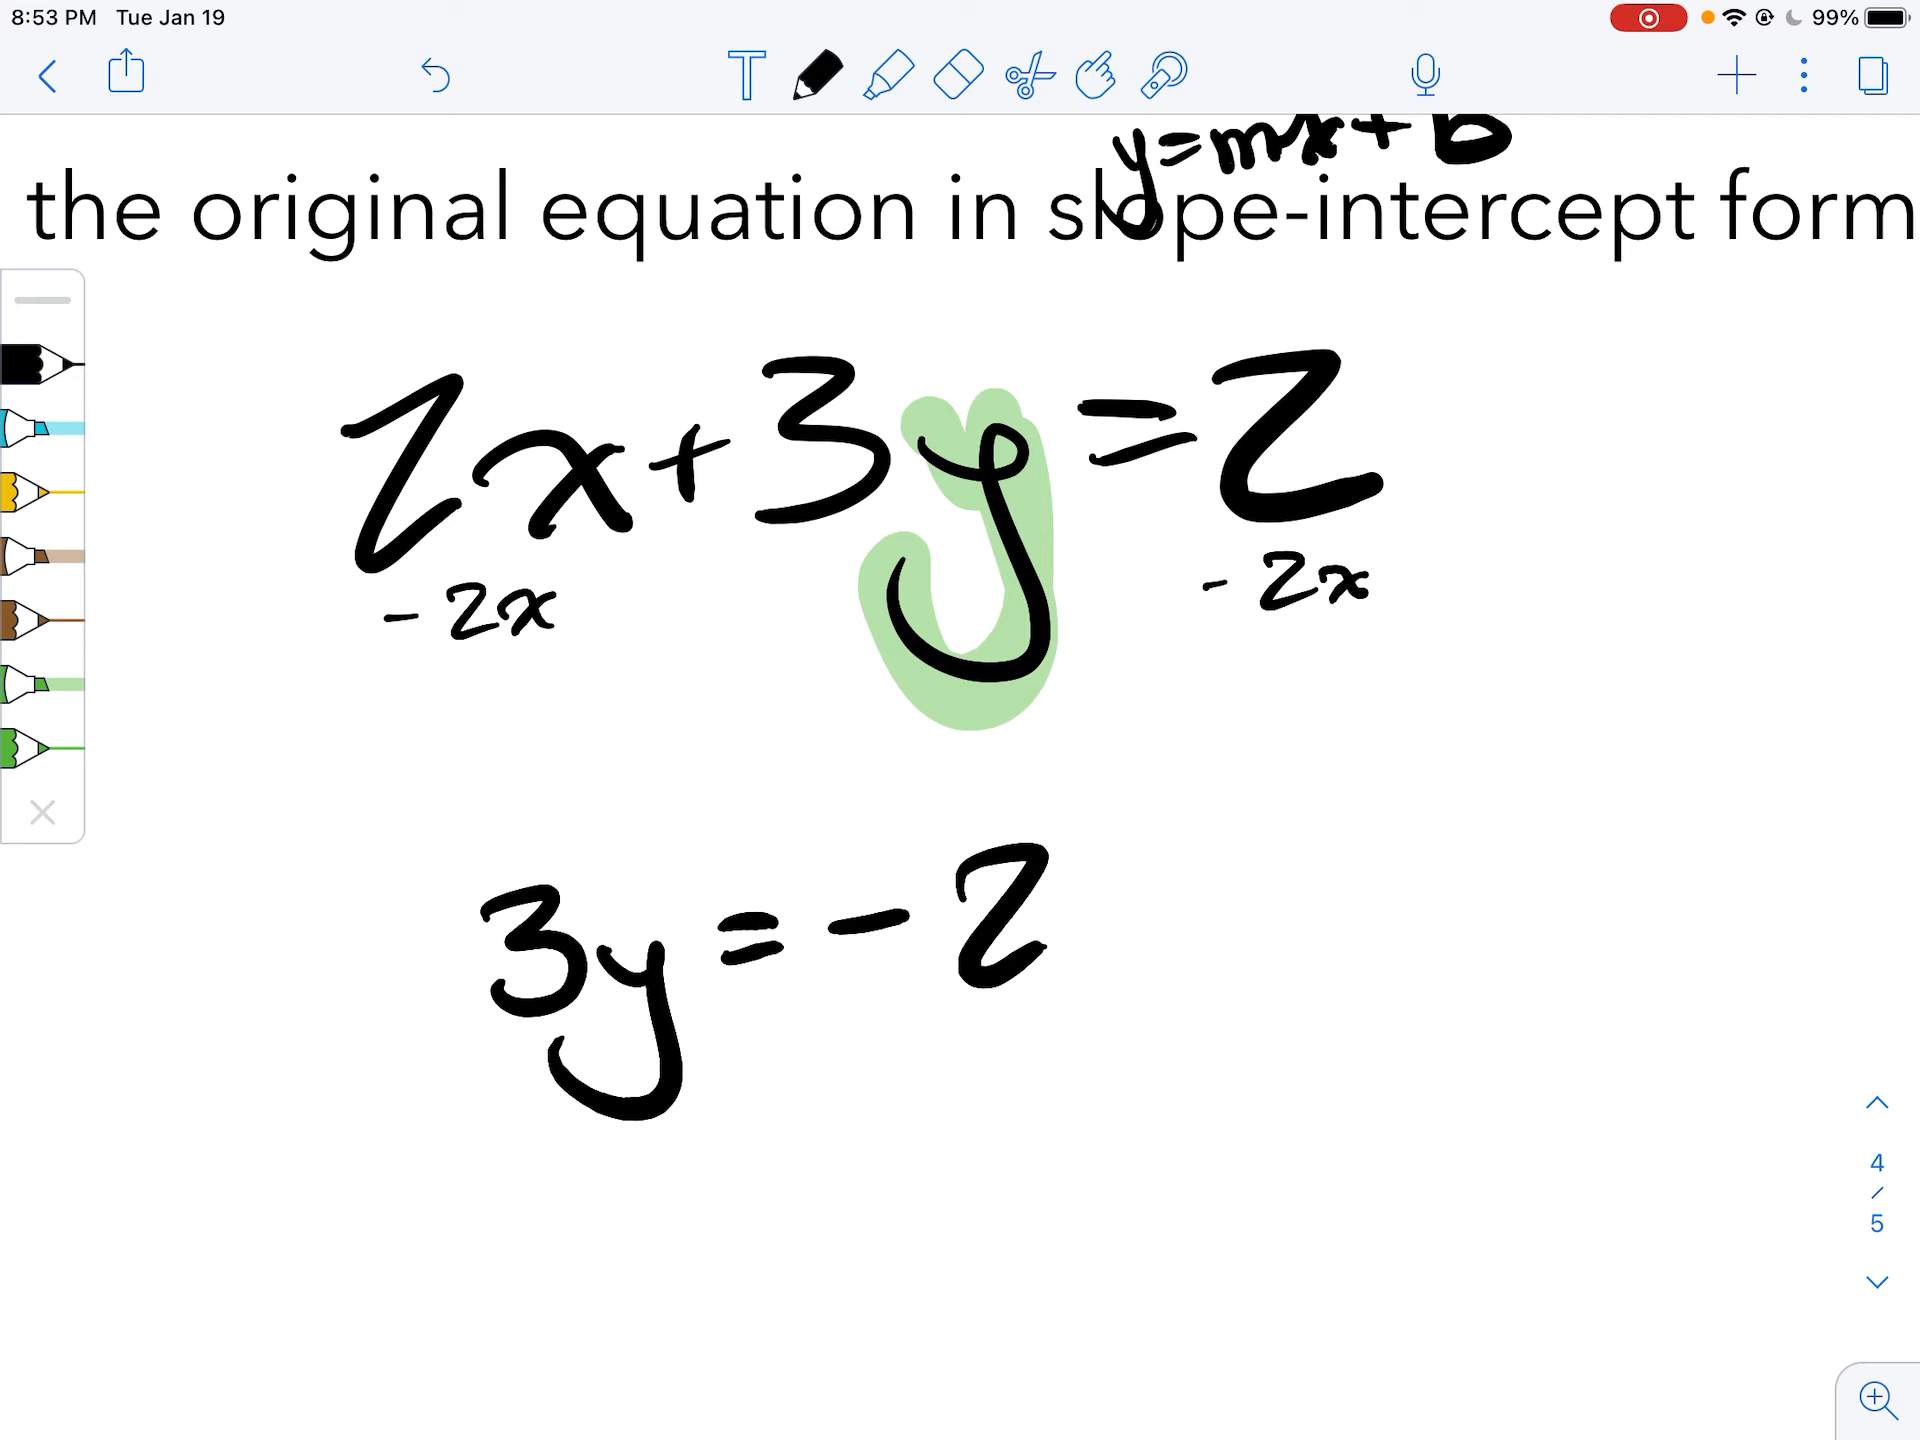 8:53 PM Tue Jan 19 99%
T
y=mx+b
the original equation in slope-intercept form
2x+3y=2
-2x -2x
3y=-2
4
/
5